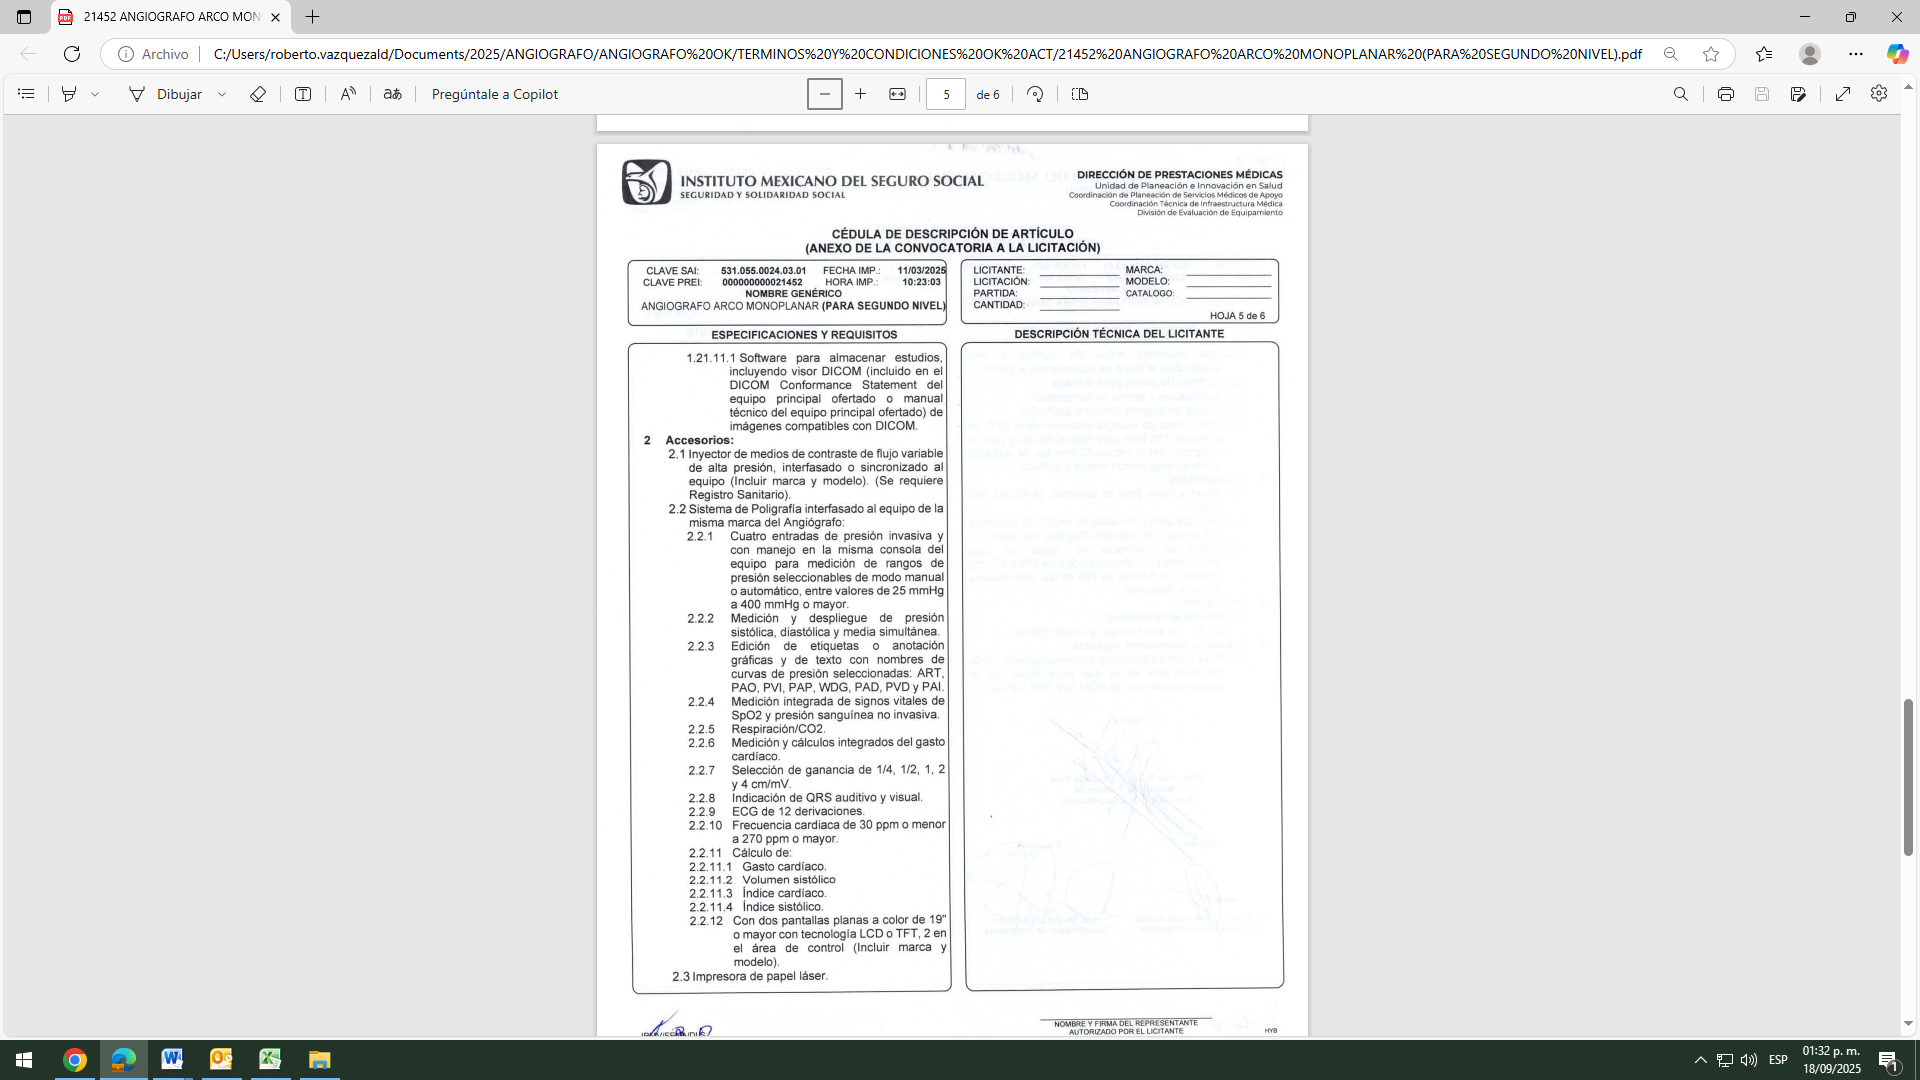 21452 ANGIOGRAFO ARCO MON
Archivo
C:/Users/roberto.vazquezald/Documents/2025/ANGIOGRAFO/ANGIOGRAFO%20OK/TERMINOS%20Y%20CONDICIONES%20OK%20ACT/21452%20ANGIOGRAFO%20ARCO%20MONOPLANAR%20(PARA%20SEGUNDO%20NIVEL).pdf
Dibujar
Pregúntale a Copilot
5 de 6
INSTITUTO MEXICANO DEL SEGURO SOCIAL
SEGURIDAD Y SOLIDARIDAD SOCIAL
DIRECCIÓN DE PRESTACIONES MÉDICAS
Unidad de Planeación e Innovación en Salud
Coordinación de Planeación de Servicios Médicos de Apoyo
Coordinación Técnica de Infraestructura Médica
División de Evaluación de Equipamiento
CÉDULA DE DESCRIPCIÓN DE ARTÍCULO
(ANEXO DE LA CONVOCATORIA A LA LICITACIÓN)
CLAVE SAI: 531.055.0024.03.01 FECHA IMP.: 11/03/2025
CLAVE PREI: 000000000021452 HORA IMP.: 10:23:03
NOMBRE GENÉRICO
ANGIOGRAFO ARCO MONOPLANAR (PARA SEGUNDO NIVEL)
LICITANTE: MARCA:
LICITACIÓN: MODELO:
PARTIDA: CATALOGO:
CANTIDAD:
HOJA 5 de 6
ESPECIFICACIONES Y REQUISITOS
DESCRIPCIÓN TÉCNICA DEL LICITANTE
1.21.11.1 Software para almacenar estudios,
incluyendo visor DICOM (incluido en el
DICOM Conformance Statement del
equipo principal ofertado o manual
técnico del equipo principal ofertado) de
imágenes compatibles con DICOM.
2 Accesorios:
2.1 Inyector de medios de contraste de flujo variable
de alta presión, interfasado o sincronizado al
equipo (Incluir marca y modelo). (Se requiere
Registro Sanitario).
2.2 Sistema de Poligrafía interfasado al equipo de la
misma marca del Angiógrafo:
2.2.1 Cuatro entradas de presión invasiva y
con manejo en la misma consola del
equipo para medición de rangos de
presión seleccionables de modo manual
o automático, entre valores de 25 mmHg
a 400 mmHg o mayor.
2.2.2 Medición y despliegue de presión
sistólica, diastólica y media simultánea.
2.2.3 Edición de etiquetas o anotación
gráficas y de texto con nombres de
curvas de presión seleccionadas: ART,
PAO, PVI, PAP, WDG, PAD, PVD y PAI.
2.2.4 Medición integrada de signos vitales de
SpO2 y presión sanguínea no invasiva.
2.2.5 Respiración/CO2.
2.2.6 Medición y cálculos integrados del gasto
cardíaco.
2.2.7 Selección de ganancia de 1/4, 1/2, 1, 2
y 4 cm/mV.
2.2.8 Indicación de QRS auditivo y visual.
2.2.9 ECG de 12 derivaciones.
2.2.10 Frecuencia cardiaca de 30 ppm o menor
a 270 ppm o mayor.
2.2.11 Cálculo de:
2.2.11.1 Gasto cardíaco.
2.2.11.2 Volumen sistólico
2.2.11.3 Índice cardíaco.
2.2.11.4 Índice sistólico.
2.2.12 Con dos pantallas planas a color de 19"
o mayor con tecnología LCD o TFT, 2 en
el área de control (Incluir marca y
modelo).
2.3 Impresora de papel láser.
NOMBRE Y FIRMA DEL REPRESENTANTE
AUTORIZADO POR EL LICITANTE
HYB
ESP
01:32 p. m.
18/09/2025
1